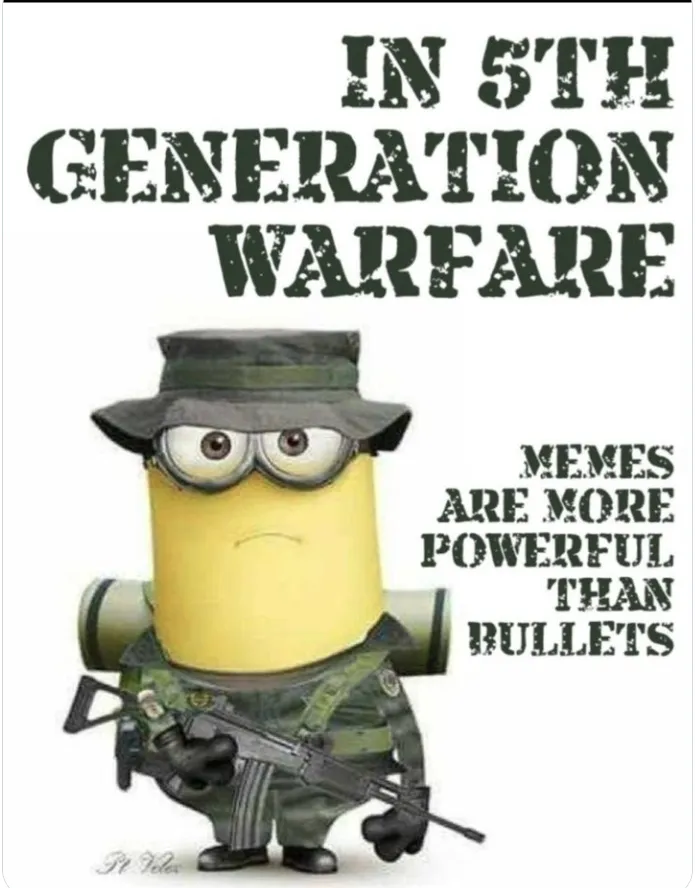 IN 5TH
GENERATION
WARFARE
MEMES
ARE MORE
POWERFUL
THAN
BULLETS